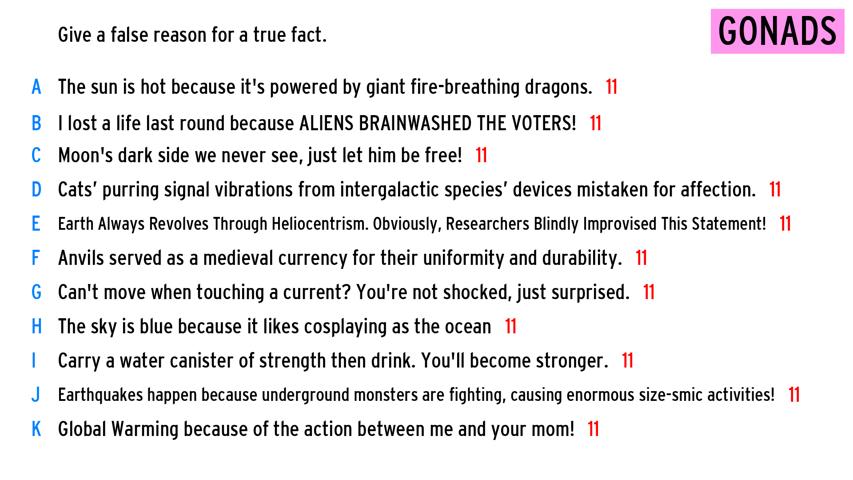 Give a false reason for a true fact.
GONADS
A The sun is hot because it's powered by giant fire-breathing dragons. 11
B I lost a life last round because ALIENS BRAINWASHED THE VOTERS! 11
C Moon's dark side we never see, just let him be free! 11
D Cats’ purring signal vibrations from intergalactic species’ devices mistaken for affection. 11
E Earth Always Revolves Through Heliocentrism. Obviously, Researchers Blindly Improvised This Statement! 11
F Anvils served as a medieval currency for their uniformity and durability. 11
G Can't move when touching a current? You're not shocked, just surprised. 11
H The sky is blue because it likes cosplaying as the ocean 11
I Carry a water canister of strength then drink. You'll become stronger. 11
J Earthquakes happen because underground monsters are fighting, causing enormous size-smic activities! 11
K Global Warming because of the action between me and your mom! 11